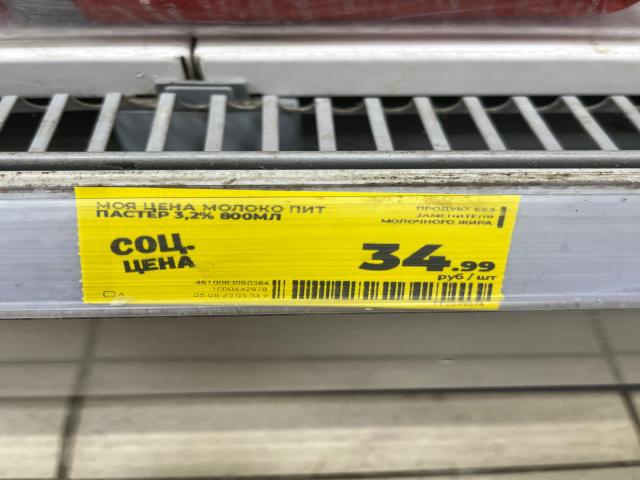 МОЯ ЦЕНА МОЛОКО ПИТ
ПАСТЕР 3,2% 800МЛ
ПРОДУКТ БЕЗ
ЗАМЕНИТЕЛЯ
МОЛОЧНОГО ЖИРА
СОЦ-
ЦЕНА
34.99
руб / шт
4610083090384
1000442978